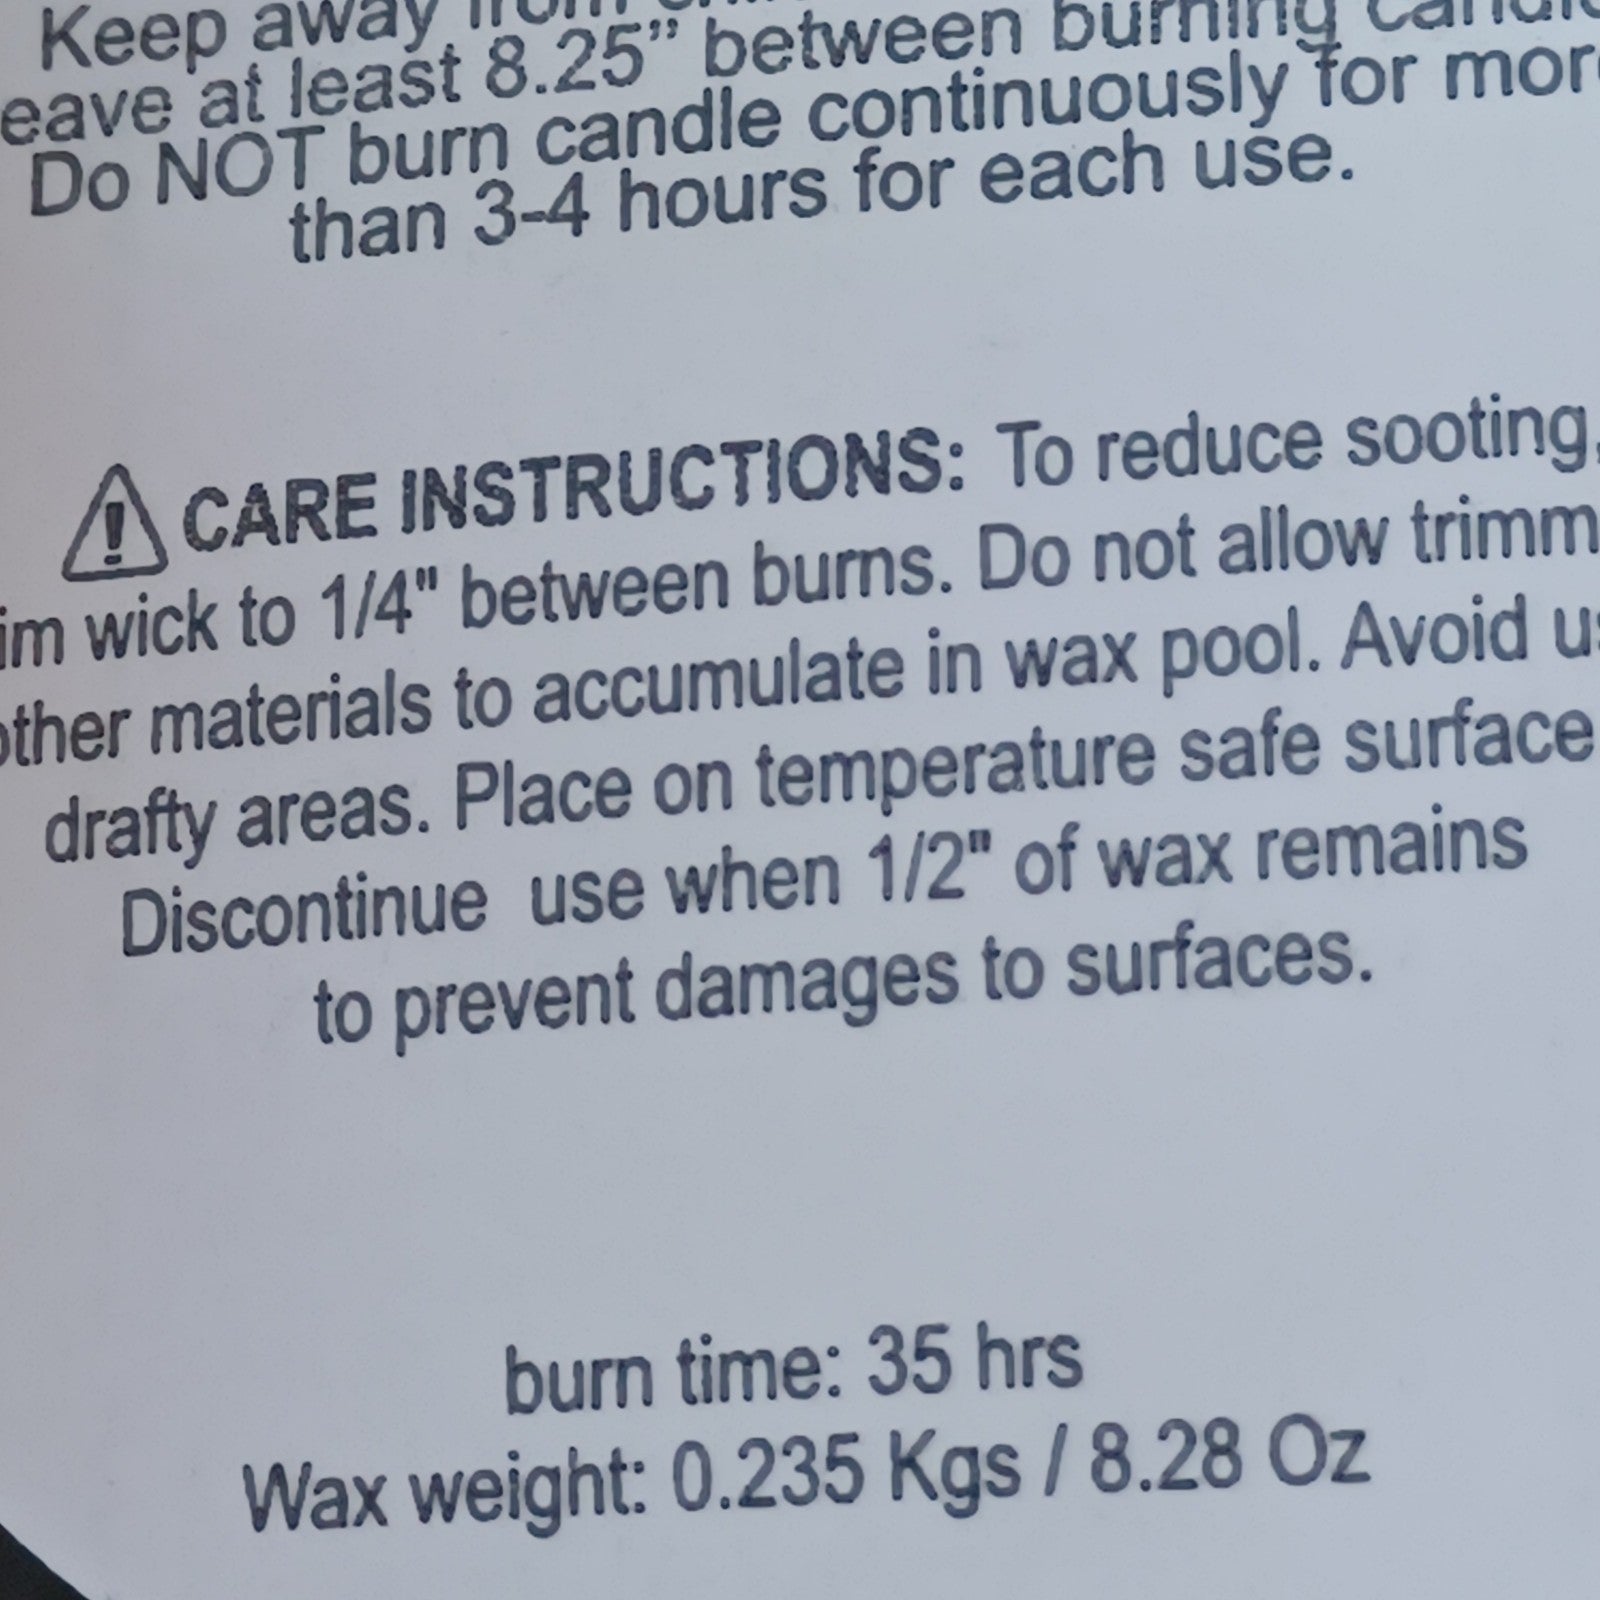 Keep away from
eave at least 8.25” between burning
Do NOT burn candle continuously for mor
than 3-4 hours for each use.
CARE INSTRUCTIONS: To reduce sooting,
im wick to 1/4" between burns. Do not allow trimm
other materials to accumulate in wax pool. Avoid us
drafty areas. Place on temperature safe surface
Discontinue use when 1/2" of wax remains
to prevent damages to surfaces.
burn time: 35 hrs
Wax weight: 0.235 Kgs / 8.28 Oz